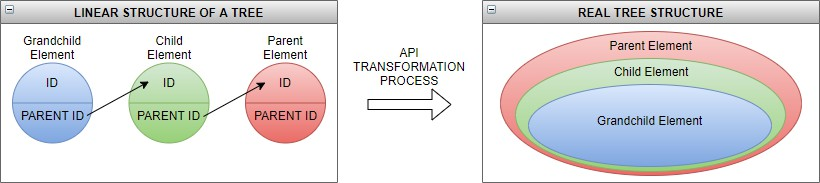 LINEAR STRUCTURE OF A TREE
Grandchild
Element
Child
Element
Parent
Element
ID
ID
ID
PARENT ID
PARENT ID
PARENT ID
API
TRANSFORMATION
PROCESS
REAL TREE STRUCTURE
Parent Element
Child Element
Grandchild Element